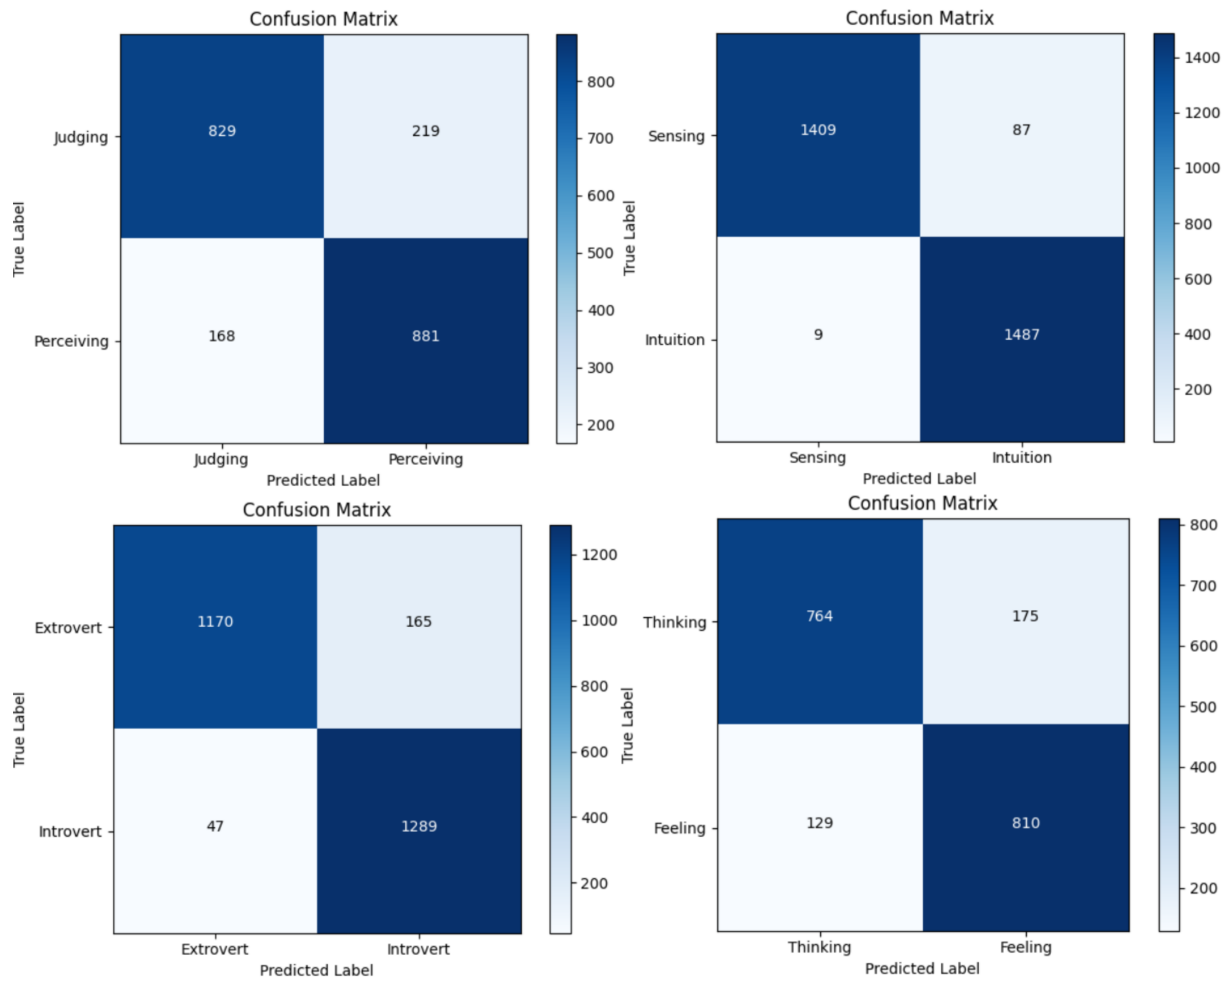 Confusion Matrix
True Label
Judging
829
219
Perceiving
168
881
Judging
Perceiving
Predicted Label
800
700
600
500
400
300
200
Confusion Matrix
True Label
Sensing
1409
87
Intuition
9
1487
Sensing
Intuition
Predicted Label
1400
1200
1000
800
600
400
200
Confusion Matrix
True Label
Extrovert
1170
165
Introvert
47
1289
Extrovert
Introvert
Predicted Label
1200
1000
800
600
400
200
Confusion Matrix
True Label
Thinking
764
175
Feeling
129
810
Thinking
Feeling
Predicted Label
800
700
600
500
400
300
200